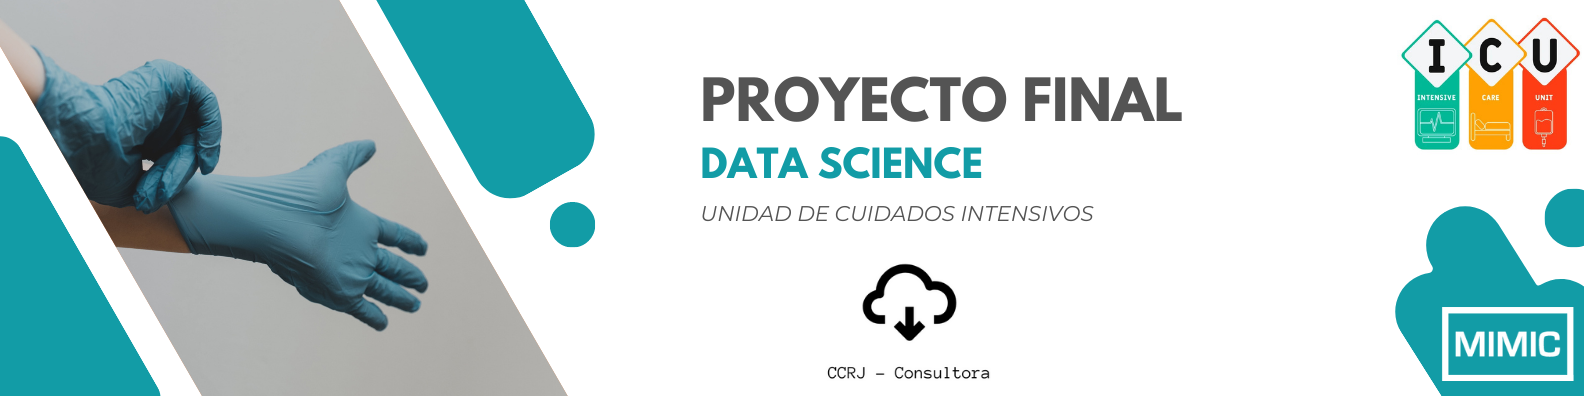 PROYECTO FINAL
DATA SCIENCE
UNIDAD DE CUIDADOS INTENSIVOS
CCRJ - Consultora
I C U
INTENSIVE CARE UNIT
MIMIC